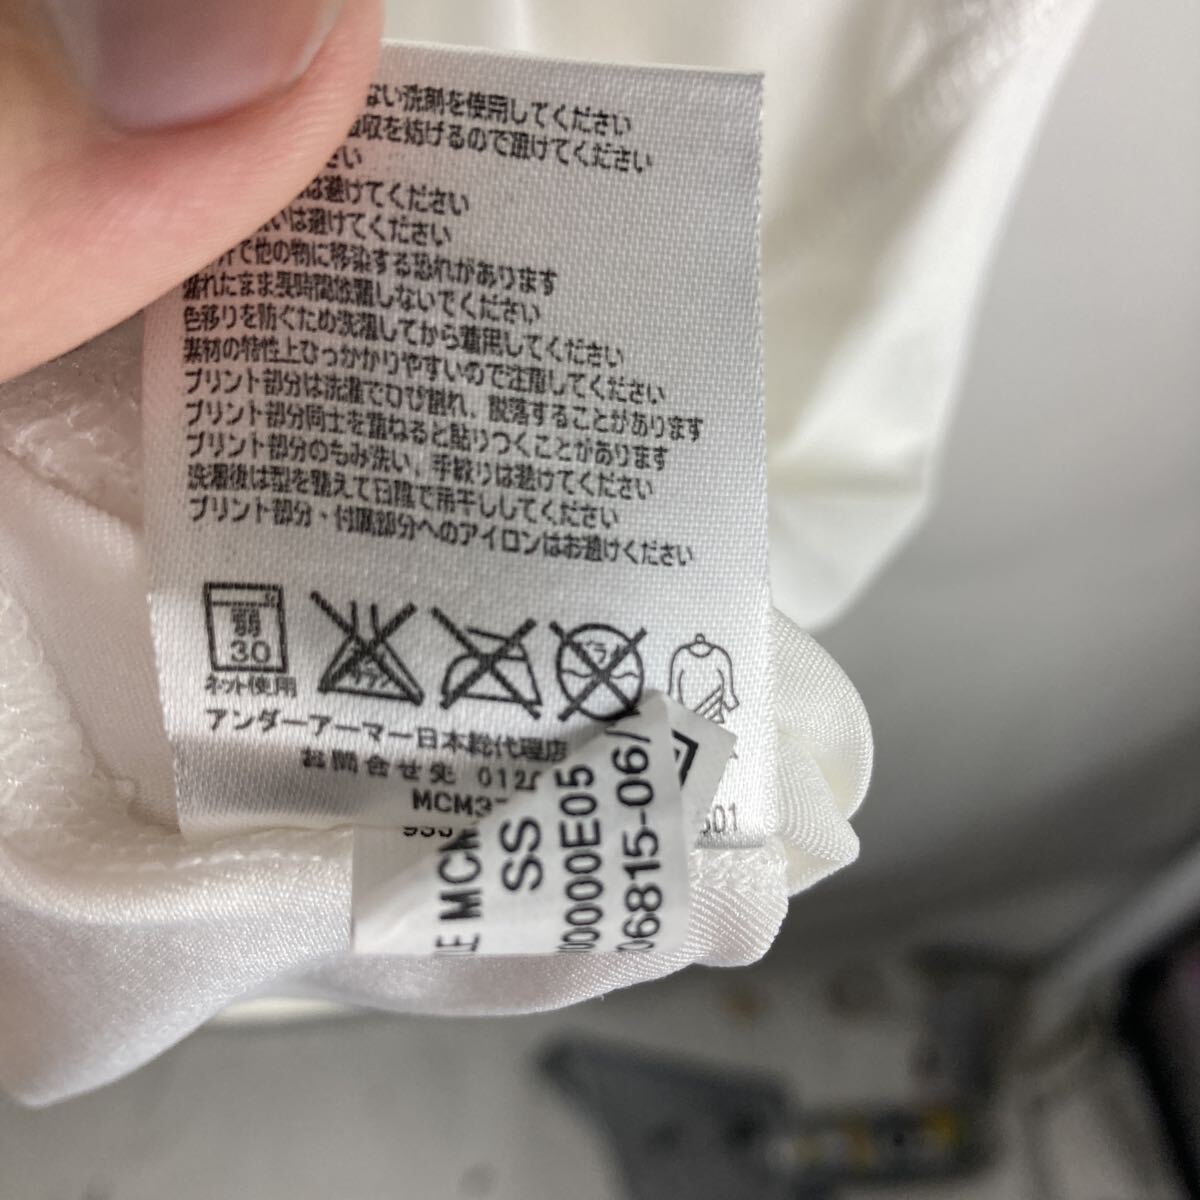 ない洗剤を使用してください
吸収を妨げるので避けてください
さい
は避けてください
いは避けてください
汁で他の物に移染する恐れがあります
濡れたまま長時間放置しないでください
色移りを防ぐため洗濯してから着用してください
素材の特性上ひっかかりやすいので注意してください
プリント部分は洗濯でひび割れ、脱落することがあります
プリント部分同士を重ねると貼りつくことがあります
プリント部分のもみ洗い、手絞りは避けてください
洗濯後は型を整えて日陰で吊干ししてください
プリント部分・付属部分へのアイロンはお避けください
弱
30
ネット使用
アンダーアーマー日本総代理店
お問合せ先 012
MCM37
501
MCM
SS
0000E05
06815-06/